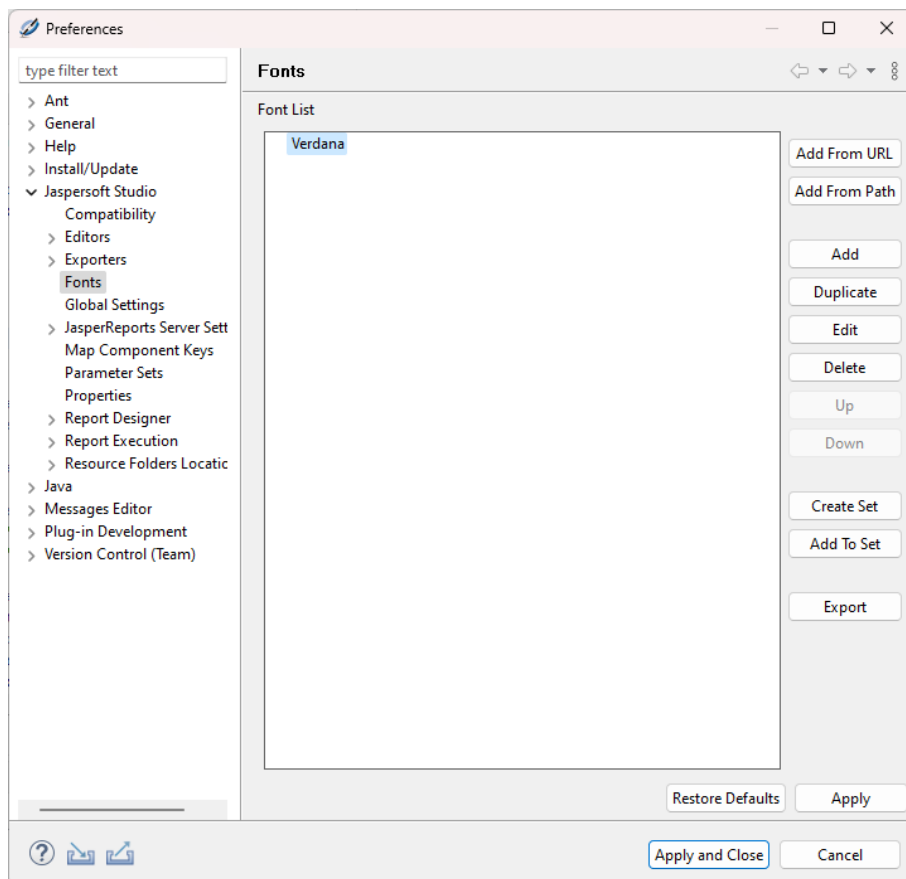 Preferences
type filter text
Ant
General
Help
Install/Update
Jaspersoft Studio
Compatibility
Editors
Exporters
Fonts
Global Settings
JasperReports Server Sett
Map Component Keys
Parameter Sets
Properties
Report Designer
Report Execution
Resource Folders Locatic
Java
Messages Editor
Plug-in Development
Version Control (Team)
Fonts
Font List
Verdana
Add From URL
Add From Path
Add
Duplicate
Edit
Delete
Up
Down
Create Set
Add To Set
Export
Restore Defaults
Apply
Apply and Close
Cancel